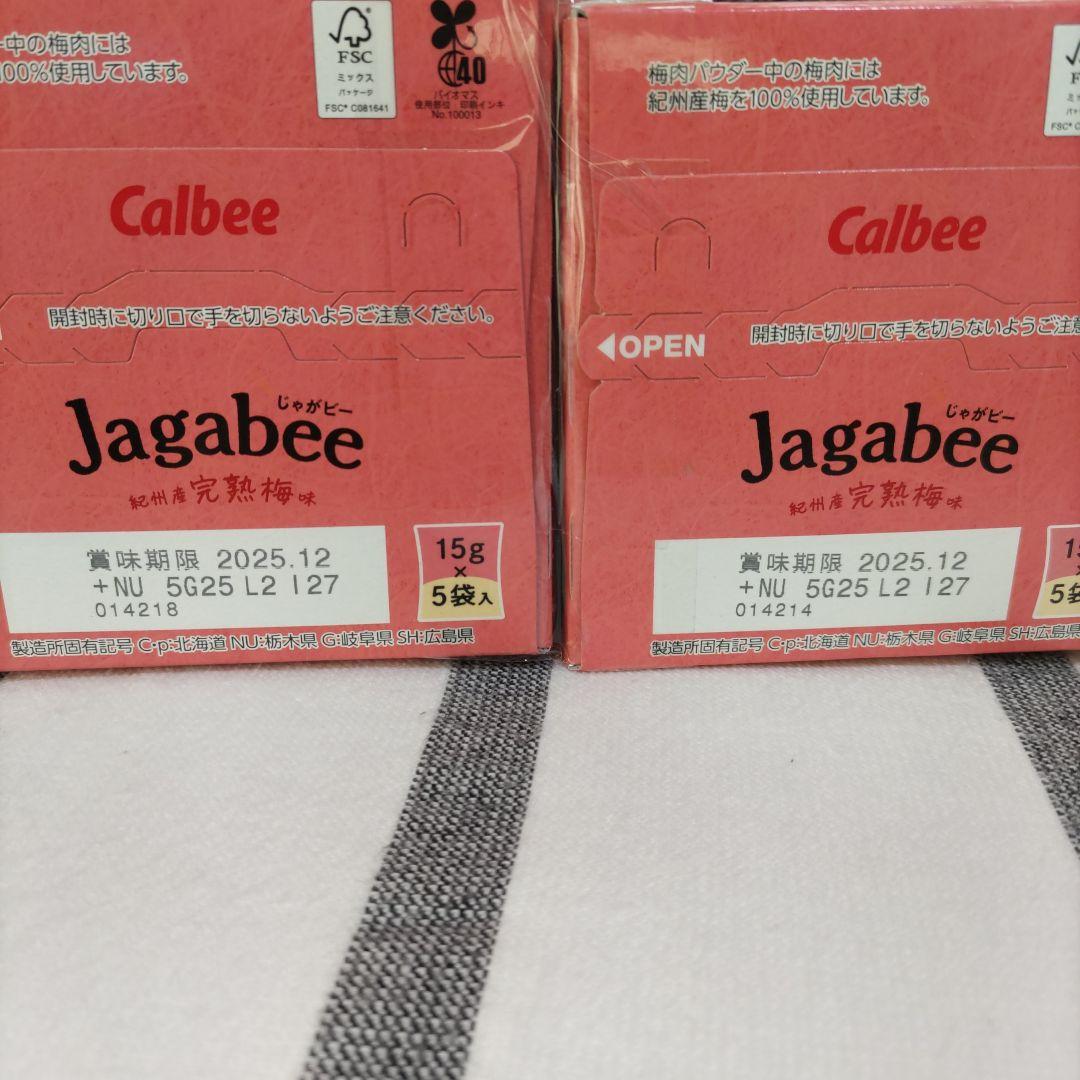 中の梅肉には
100%使用しています。
FSC
ミックス
パッケージ
FSC® C081641
40
バイオマス
使用部位 印刷インキ
No.100013
Calbee
開封時に切り口で手を切らないようご注意ください。
じゃがビー
Jagabee
紀州産完熟梅味
賞味期限 2025.12
+NU 5G25 L2 I27
014218
15g
×
5袋入
製造所固有記号 C・p:北海道 NU:栃木県 G:岐阜県 SH:広島県
梅肉パウダー中の梅肉には
紀州産梅を100%使用しています。
FSC® C
Calbee
開封時に切り口で手を切らないようご注意
◀OPEN
じゃがビー
Jagabee
紀州産完熟梅味
賞味期限 2025.12
+NU 5G25 L2 I27
014214
15
5袋
製造所固有記号 C・p:北海道 NU:栃木県 G:岐阜県 SH:広島県